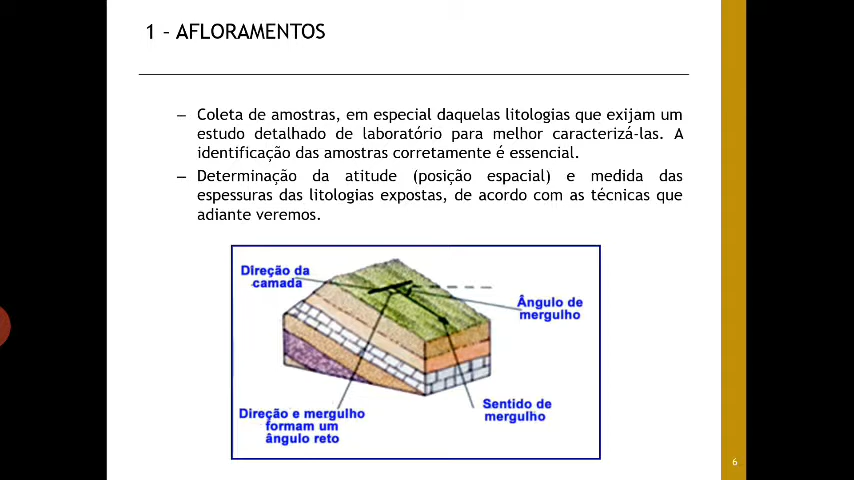 1 – AFLORAMENTOS
– Coleta de amostras, em especial daquelas litologias que exijam um
estudo detalhado de laboratório para melhor caracterizá-las. A
identificação das amostras corretamente é essencial.
– Determinação da atitude (posição espacial) e medida das
espessuras das litologias expostas, de acordo com as técnicas que
adiante veremos.
Direção da
camada
Ângulo de
mergulho
Sentido de
mergulho
Direção e mergulho
formam um
ângulo reto
6